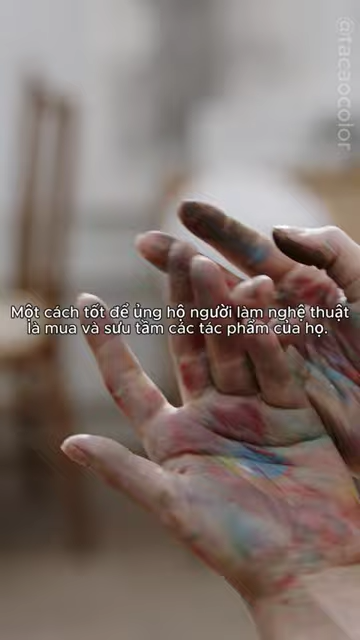 @tacaocolor
Một cách tốt để ủng hộ người làm nghệ thuật
là mua và sưu tầm các tác phẩm của họ.